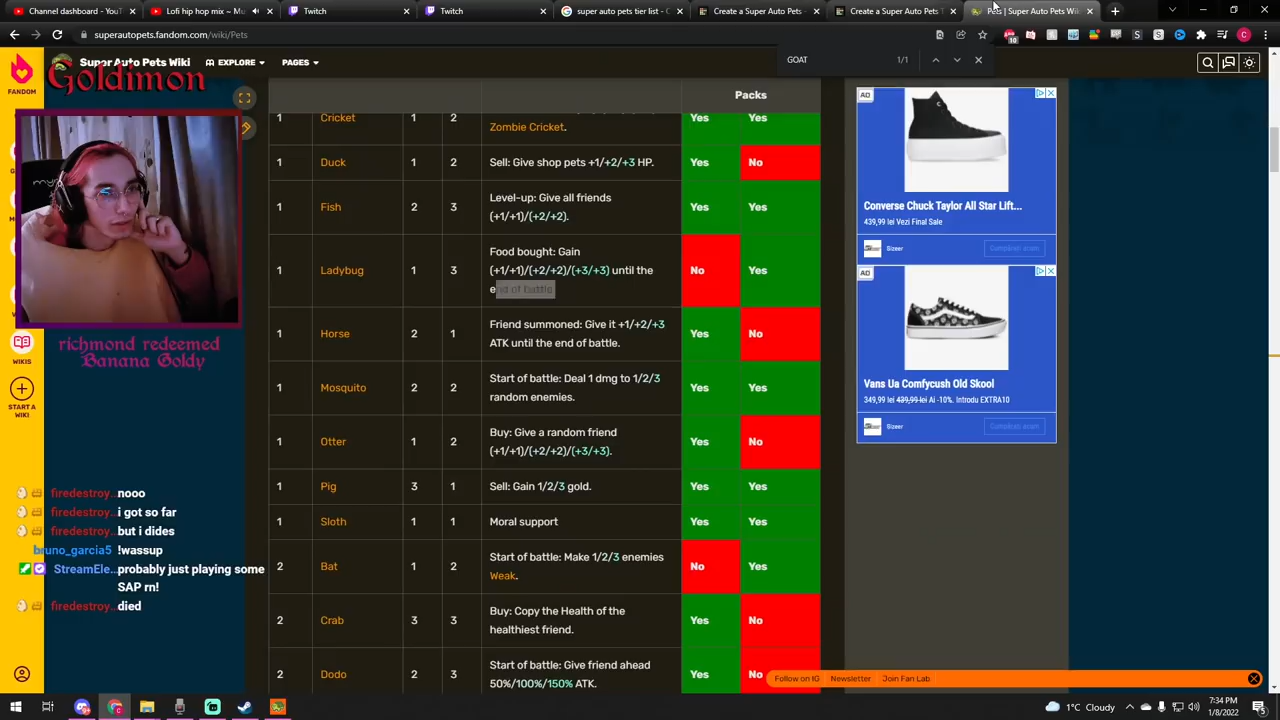 Channel dashboard - YouTube
Lofi hip hop mix ~ Mu
Twitch
Twitch
super auto pets tier list - G
Create a Super Auto Pets T
Create a Super Auto Pets T
Pets | Super Auto Pets Wiki
superautopets.fandom.com/wiki/Pets
10
C
Super Auto Pets Wiki
EXPLORE
PAGES
GOAT
1/1
FANDOM
Goldimon
Packs
1 Cricket 1 2 Zombie Cricket. Yes Yes
1 Duck 1 2 Sell: Give shop pets +1/+2/+3 HP. Yes No
1 Fish 2 3 Level-up: Give all friends Yes Yes
(+1/+1)/(+2/+2).
1 Ladybug 1 3 Food bought: Gain No Yes
(+1/+1)/(+2/+2)/(+3/+3) until the
end of battle
1 Horse 2 1 Friend summoned: Give it +1/+2/+3 Yes No
ATK until the end of battle.
1 Mosquito 2 2 Start of battle: Deal 1 dmg to 1/2/3 Yes Yes
random enemies.
1 Otter 1 2 Buy: Give a random friend Yes No
(+1/+1)/(+2/+2)/(+3/+3).
1 Pig 3 1 Sell: Gain 1/2/3 gold. Yes Yes
1 Sloth 1 1 Moral support Yes Yes
2 Bat 1 2 Start of battle: Make 1/2/3 enemies No Yes
Weak.
2 Crab 3 3 Buy: Copy the Health of the Yes No
healthiest friend.
2 Dodo 2 3 Start of battle: Give friend ahead Yes No
50%/100%/150% ATK.
AD
Converse Chuck Taylor All Star Lift...
439,99 lei Vezi Final Sale
Sizeer
Cumpărați acum
AD
Vans Ua Comfycush Old Skool
349,99 lei 439,99 lei Ai -10%. Introdu EXTRA10
Sizeer
Cumpărați acum
richmond redeemed
Banana Goldy
WIKIS
START A
WIKI
firedestroy... nooo
firedestroy... i got so far
firedestroy... but i dides
bruno_garcia5 !wassup
StreamEle... probably just playing some
SAP rn!
firedestroy... died
Follow on IG
Newsletter
Join Fan Lab
1°C Cloudy
7:34 PM
1/8/2022
5